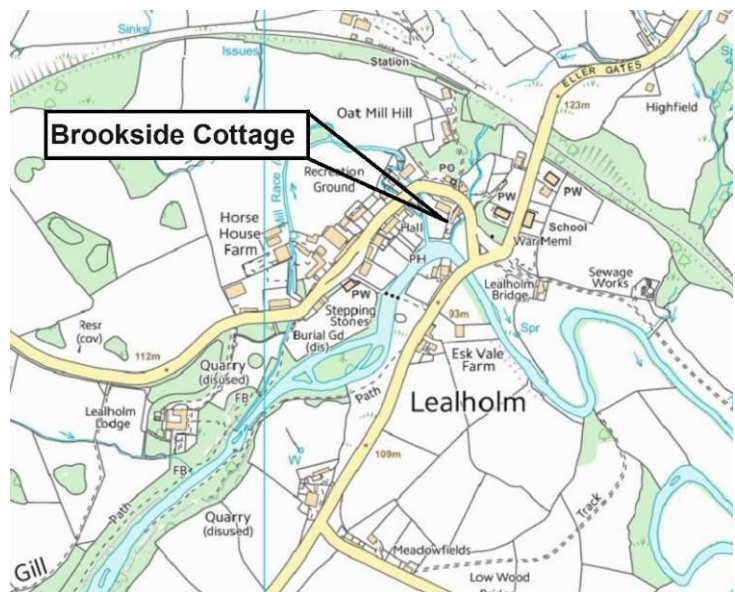 Sinks
Issues
Station
ELLER GATES
123m
Highfield
Oat Mill Hill
Brookside Cottage
Mill Race
Recreation
Ground
PO
PW
PW
School
Horse
House
Farm
Hall
War Meml
PH
Lealholm
Bridge
Sewage
Works
PW
Stepping
Stones
93m
Resr
(cov)
112m
Burial Gd
(dis)
Spr
Quarry
(disused)
Esk Vale
Farm
Path
FB
Lealholm
Lealholm
Lodge
109m
FB
W
Path
Quarry
(disused)
Track
Gill
Meadowfields
Low Wood